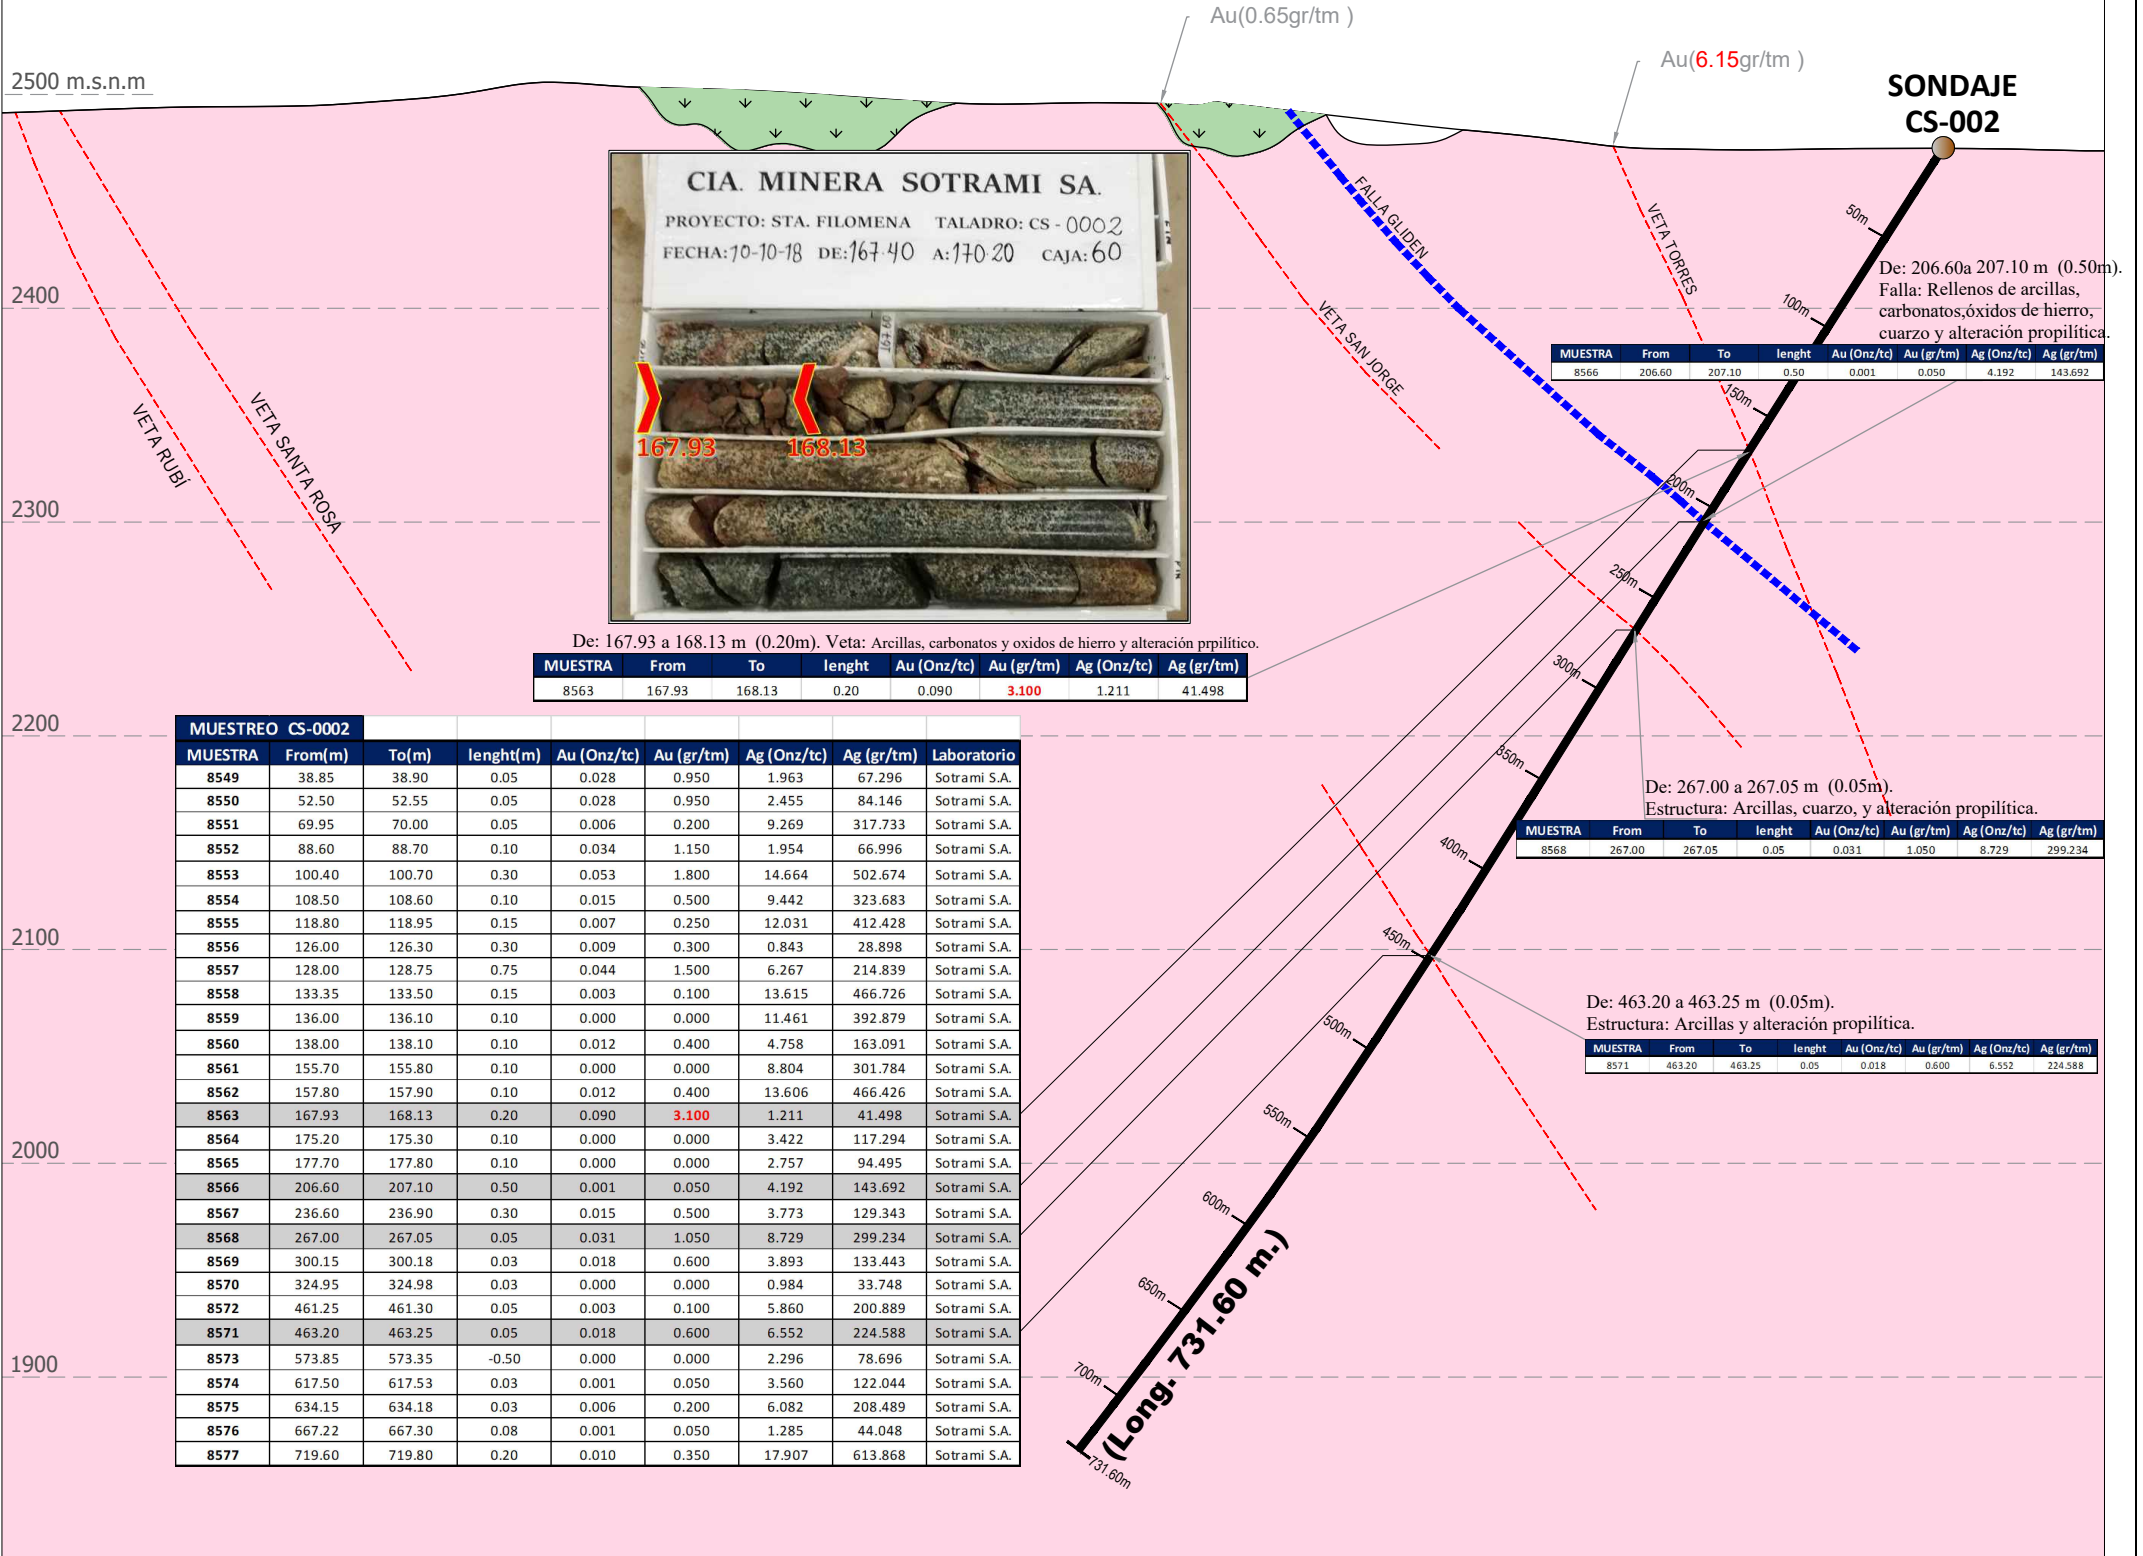 Au(0.65gr/tm )
Au(6.15gr/tm )
SONDAJE
CS-002
2500 m.s.n.m
2400
2300
2200
2100
2000
1900
VETA RUBÍ
VETA SANTA ROSA
VETA SAN JORGE
FALLA GLIDEN
VETA TORRES
CIA. MINERA SOTRAMI SA.
PROYECTO: STA. FILOMENA TALADRO: CS - 0002
FECHA: 10-10-18 DE: 167.40 A: 170.20 CAJA: 60
167.60
167.93 168.13
De: 167.93 a 168.13 m (0.20m). Veta: Arcillas, carbonatos y oxidos de hierro y alteración prpilítico.
MUESTRA From To lenght Au (Onz/tc) Au (gr/tm) Ag (Onz/tc) Ag (gr/tm)
8563 167.93 168.13 0.20 0.090 3.100 1.211 41.498
De: 206.60a 207.10 m (0.50m).
Falla: Rellenos de arcillas,
carbonatos,óxidos de hierro,
cuarzo y alteración propilítica.
MUESTRA From To lenght Au (Onz/tc) Au (gr/tm) Ag (Onz/tc) Ag (gr/tm)
8566 206.60 207.10 0.50 0.001 0.050 4.192 143.692
50m
100m
150m
200m
250m
300m
350m
400m
450m
500m
550m
600m
650m
700m
731.60m
(Long. 731.60 m.)
De: 267.00 a 267.05 m (0.05m).
Estructura: Arcillas, cuarzo, y alteración propilítica.
MUESTRA From To lenght Au (Onz/tc) Au (gr/tm) Ag (Onz/tc) Ag (gr/tm)
8568 267.00 267.05 0.05 0.031 1.050 8.729 299.234
De: 463.20 a 463.25 m (0.05m).
Estructura: Arcillas y alteración propilítica.
MUESTRA From To lenght Au (Onz/tc) Au (gr/tm) Ag (Onz/tc) Ag (gr/tm)
8571 463.20 463.25 0.05 0.018 0.600 6.552 224.588
MUESTREO CS-0002
MUESTRA From(m) To(m) lenght(m) Au (Onz/tc) Au (gr/tm) Ag (Onz/tc) Ag (gr/tm) Laboratorio
8549 38.85 38.90 0.05 0.028 0.950 1.963 67.296 Sotrami S.A.
8550 52.50 52.55 0.05 0.028 0.950 2.455 84.146 Sotrami S.A.
8551 69.95 70.00 0.05 0.006 0.200 9.269 317.733 Sotrami S.A.
8552 88.60 88.70 0.10 0.034 1.150 1.954 66.996 Sotrami S.A.
8553 100.40 100.70 0.30 0.053 1.800 14.664 502.674 Sotrami S.A.
8554 108.50 108.60 0.10 0.015 0.500 9.442 323.683 Sotrami S.A.
8555 118.80 118.95 0.15 0.007 0.250 12.031 412.428 Sotrami S.A.
8556 126.00 126.30 0.30 0.009 0.300 0.843 28.898 Sotrami S.A.
8557 128.00 128.75 0.75 0.044 1.500 6.267 214.839 Sotrami S.A.
8558 133.35 133.50 0.15 0.003 0.100 13.615 466.726 Sotrami S.A.
8559 136.00 136.10 0.10 0.000 0.000 11.461 392.879 Sotrami S.A.
8560 138.00 138.10 0.10 0.012 0.400 4.758 163.091 Sotrami S.A.
8561 155.70 155.80 0.10 0.000 0.000 8.804 301.784 Sotrami S.A.
8562 157.80 157.90 0.10 0.012 0.400 13.606 466.426 Sotrami S.A.
8563 167.93 168.13 0.20 0.090 3.100 1.211 41.498 Sotrami S.A.
8564 175.20 175.30 0.10 0.000 0.000 3.422 117.294 Sotrami S.A.
8565 177.70 177.80 0.10 0.000 0.000 2.757 94.495 Sotrami S.A.
8566 206.60 207.10 0.50 0.001 0.050 4.192 143.692 Sotrami S.A.
8567 236.60 236.90 0.30 0.015 0.500 3.773 129.343 Sotrami S.A.
8568 267.00 267.05 0.05 0.031 1.050 8.729 299.234 Sotrami S.A.
8569 300.15 300.18 0.03 0.018 0.600 3.893 133.443 Sotrami S.A.
8570 324.95 324.98 0.03 0.000 0.000 0.984 33.748 Sotrami S.A.
8572 461.25 461.30 0.05 0.003 0.100 5.860 200.889 Sotrami S.A.
8571 463.20 463.25 0.05 0.018 0.600 6.552 224.588 Sotrami S.A.
8573 573.85 573.35 -0.50 0.000 0.000 2.296 78.696 Sotrami S.A.
8574 617.50 617.53 0.03 0.001 0.050 3.560 122.044 Sotrami S.A.
8575 634.15 634.18 0.03 0.006 0.200 6.082 208.489 Sotrami S.A.
8576 667.22 667.30 0.08 0.001 0.050 1.285 44.048 Sotrami S.A.
8577 719.60 719.80 0.20 0.010 0.350 17.907 613.868 Sotrami S.A.